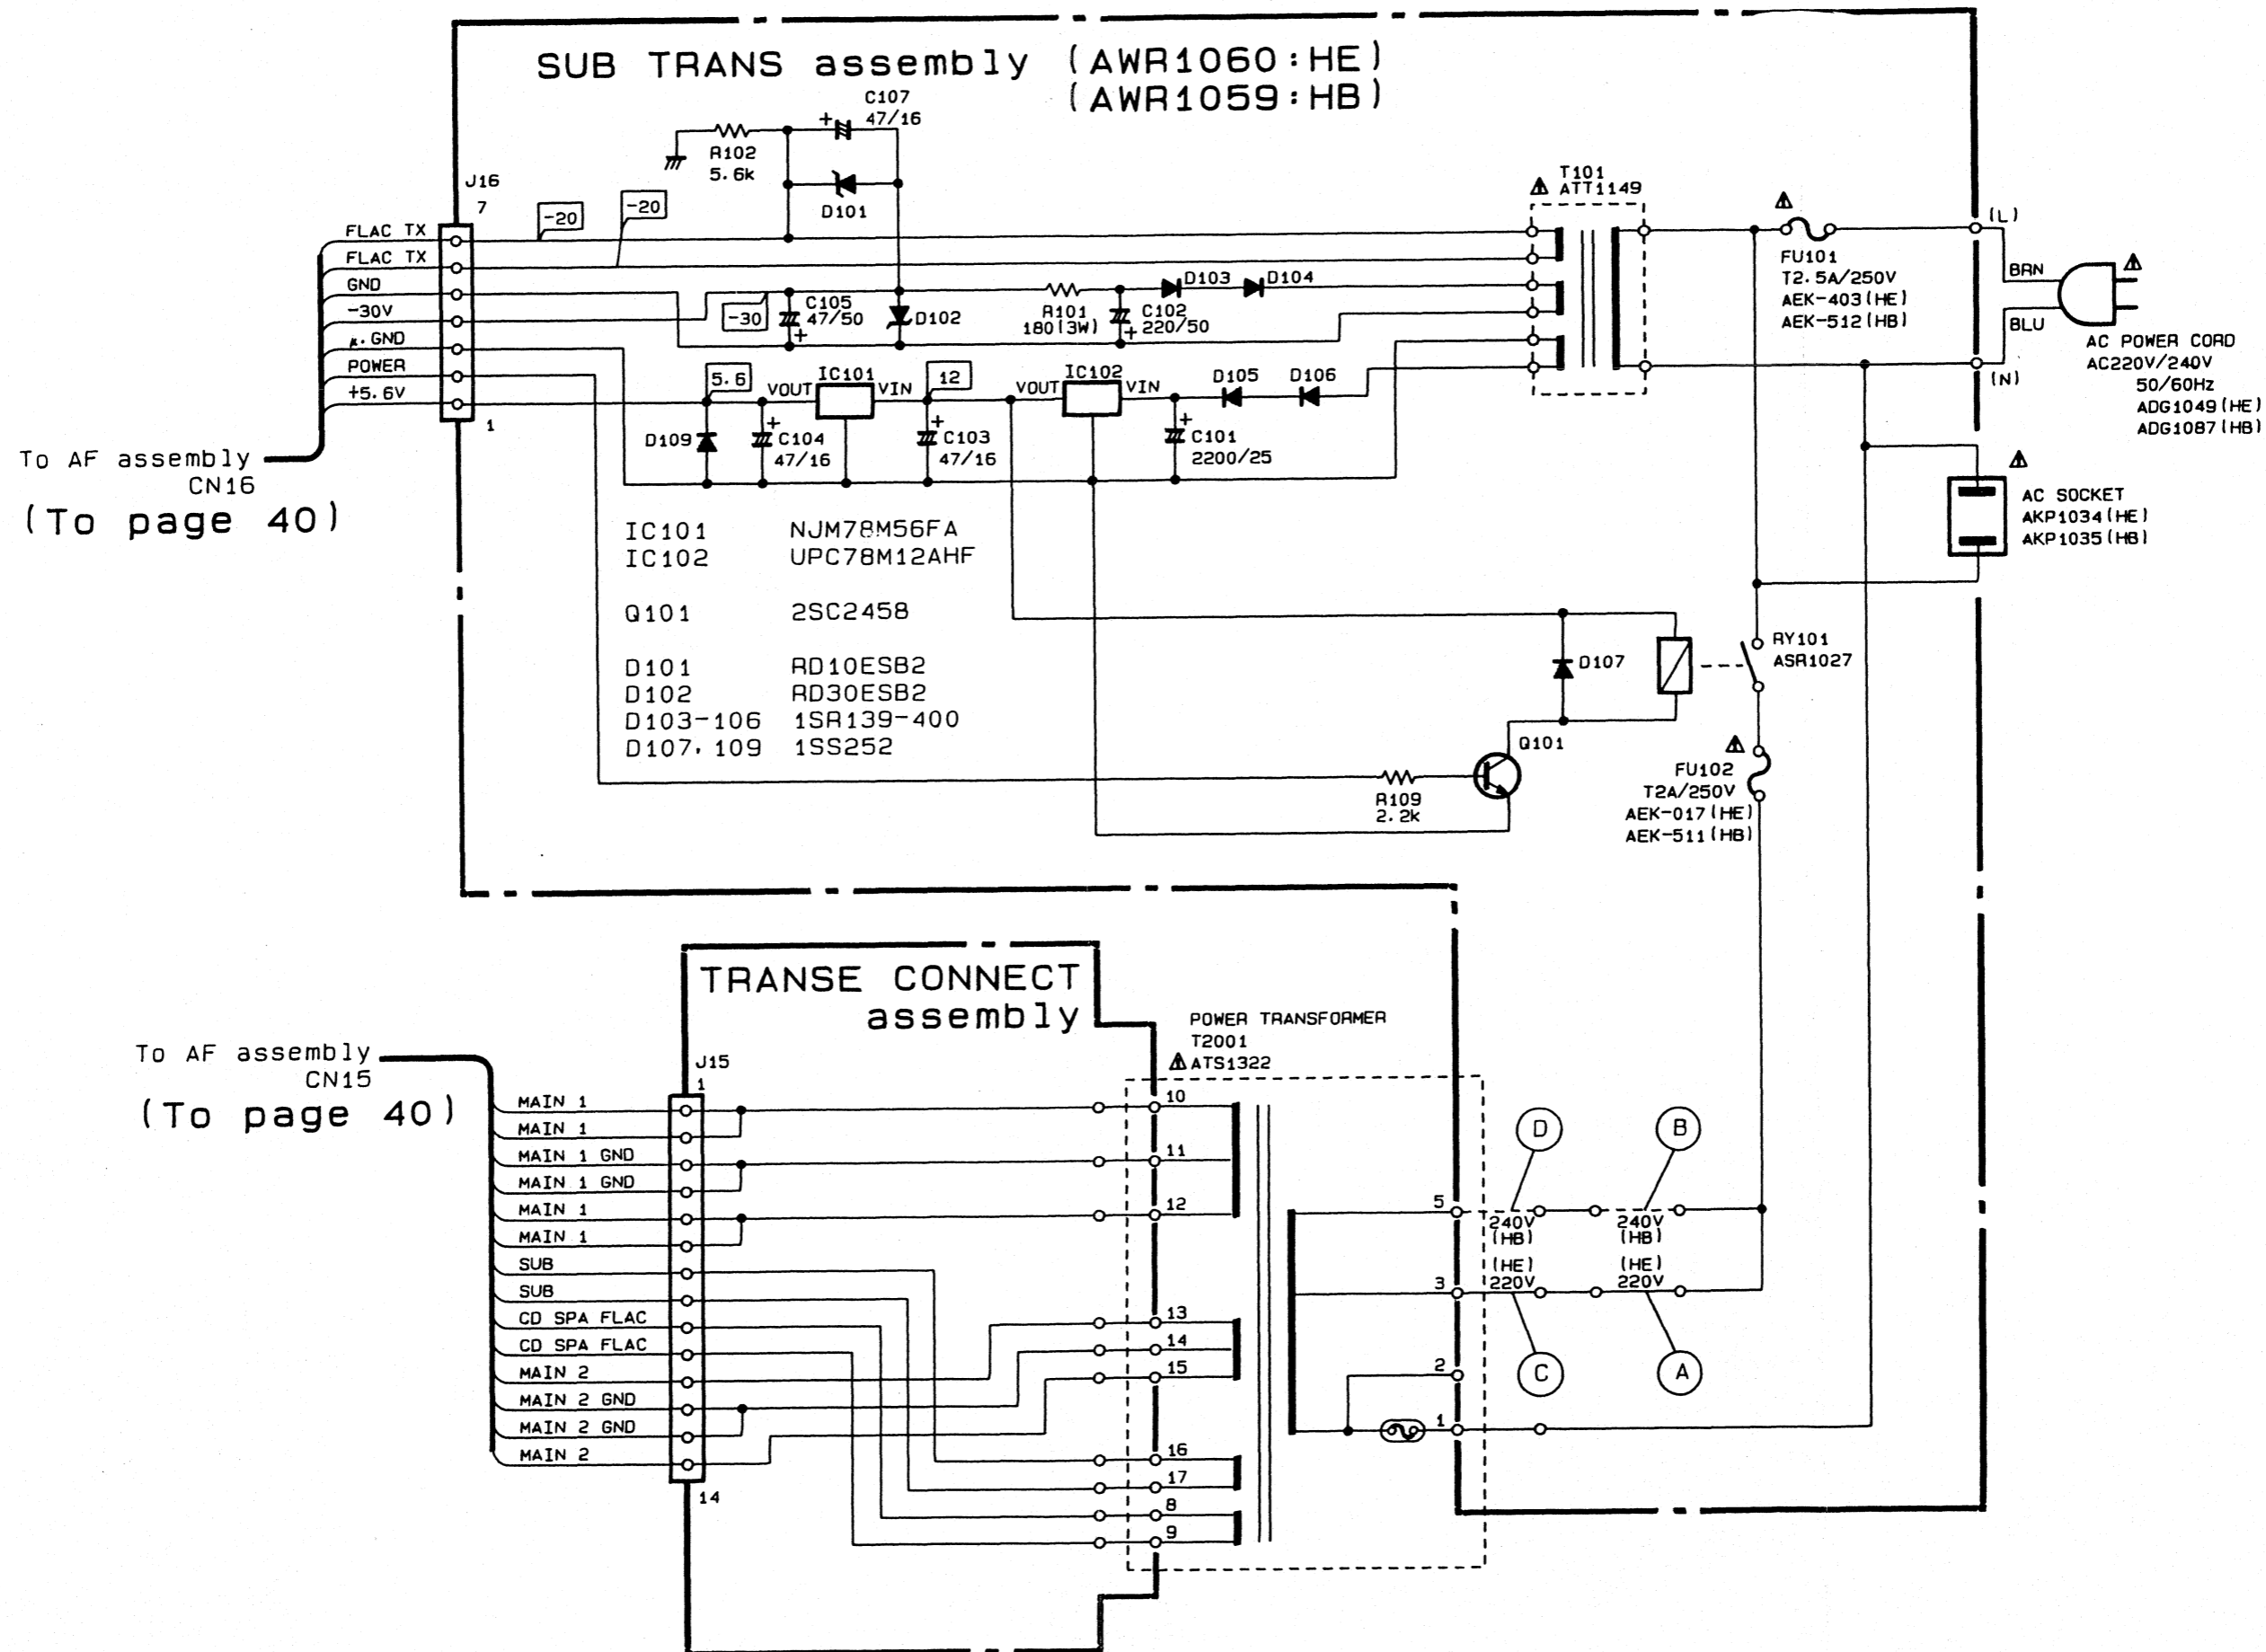 SUB TRANS assembly (AWR1060:HE)
(AWR1059:HB)
C107
47/16
R102
5.6k
D101
J16
7
-20
-20
FLAC TX
FLAC TX
GND
-30V
μ.GND
POWER
+5.6V
1
To AF assembly
CN16
(To page 40)
-30
C105
47/50
D102
R101
180(3W)
C102
220/50
D103
D104
T101
ATT1149
FU101
T2.5A/250V
AEK-403(HE)
AEK-512(HB)
(L)
BRN
BLU
(N)
AC POWER CORD
AC220V/240V
50/60Hz
ADG1049(HE)
ADG1087(HB)
5.6
VOUT
IC101
VIN
12
VOUT
IC102
VIN
D105
D106
D109
C104
47/16
C103
47/16
C101
2200/25
AC SOCKET
AKP1034(HE)
AKP1035(HB)
IC101 NJM78M56FA
IC102 UPC78M12AHF
Q101 2SC2458
D101 RD10ESB2
D102 RD30ESB2
D103-106 1SR139-400
D107,109 1SS252
D107
RY101
ASR1027
Q101
R109
2.2k
FU102
T2A/250V
AEK-017(HE)
AEK-511(HB)
TRANSE CONNECT
assembly
To AF assembly
CN15
(To page 40)
J15
1
POWER TRANSFORMER
T2001
ATS1322
MAIN 1
MAIN 1
MAIN 1 GND
MAIN 1 GND
MAIN 1
MAIN 1
SUB
SUB
CD SPA FLAC
CD SPA FLAC
MAIN 2
MAIN 2 GND
MAIN 2 GND
MAIN 2
14
10
11
12
13
14
15
16
17
8
9
5
3
2
1
D
B
240V
(HB)
240V
(HB)
(HE)
220V
(HE)
220V
C
A